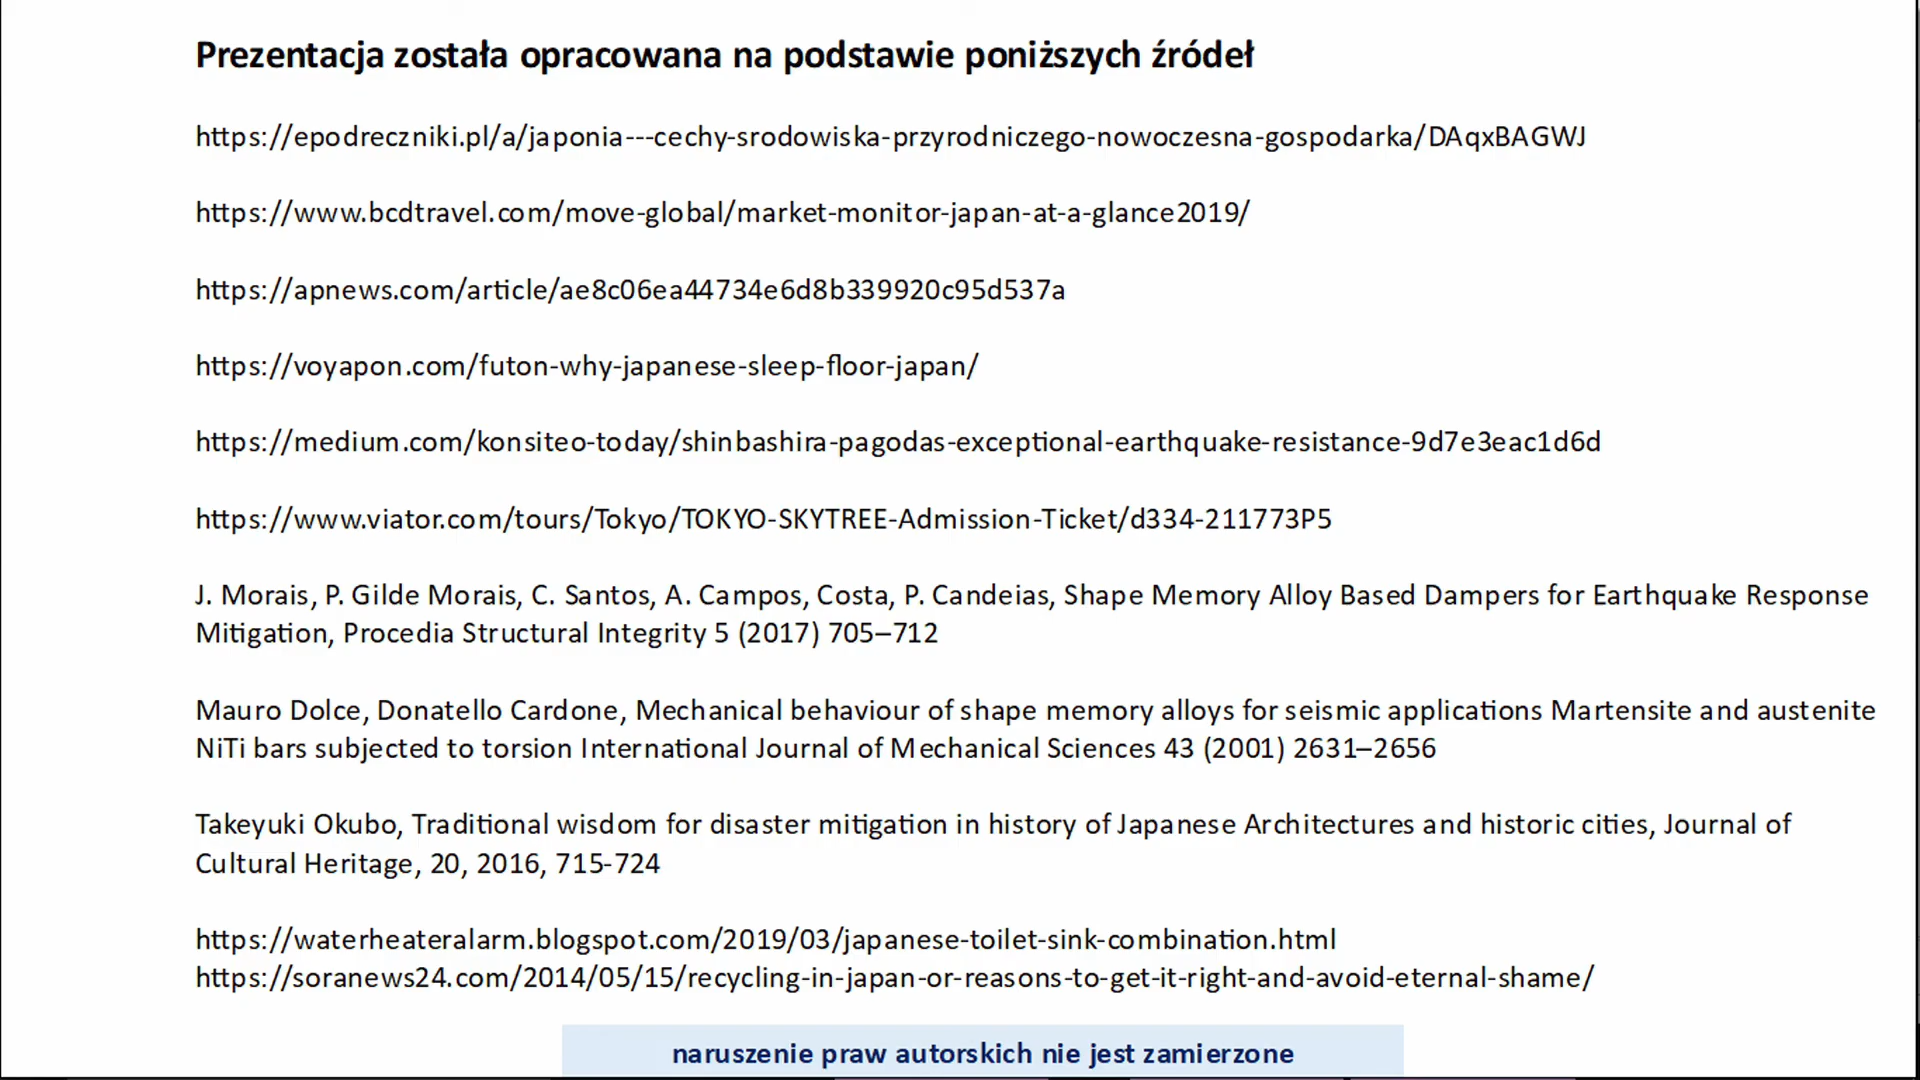 Prezentacja została opracowana na podstawie poniższych źródeł
https://epodreczniki.pl/a/japonia---cechy-srodowiska-przyrodniczego-nowoczesna-gospodarka/DAqxBAGWJ
https://www.bcdtravel.com/move-global/market-monitor-japan-at-a-glance2019/
https://apnews.com/article/ae8c06ea44734e6d8b339920c95d537a
https://voyapon.com/futon-why-japanese-sleep-floor-japan/
https://medium.com/konsiteo-today/shinbashira-pagodas-exceptional-earthquake-resistance-9d7e3eac1d6d
https://www.viator.com/tours/Tokyo/TOKYO-SKYTREE-Admission-Ticket/d334-211773P5
J. Morais, P. Gilde Morais, C. Santos, A. Campos, Costa, P. Candeias, Shape Memory Alloy Based Dampers for Earthquake Response
Mitigation, Procedia Structural Integrity 5 (2017) 705–712
Mauro Dolce, Donatello Cardone, Mechanical behaviour of shape memory alloys for seismic applications Martensite and austenite
NiTi bars subjected to torsion International Journal of Mechanical Sciences 43 (2001) 2631–2656
Takeyuki Okubo, Traditional wisdom for disaster mitigation in history of Japanese Architectures and historic cities, Journal of
Cultural Heritage, 20, 2016, 715-724
https://waterheateralarm.blogspot.com/2019/03/japanese-toilet-sink-combination.html
https://soranews24.com/2014/05/15/recycling-in-japan-or-reasons-to-get-it-right-and-avoid-eternal-shame/
naruszenie praw autorskich nie jest zamierzone